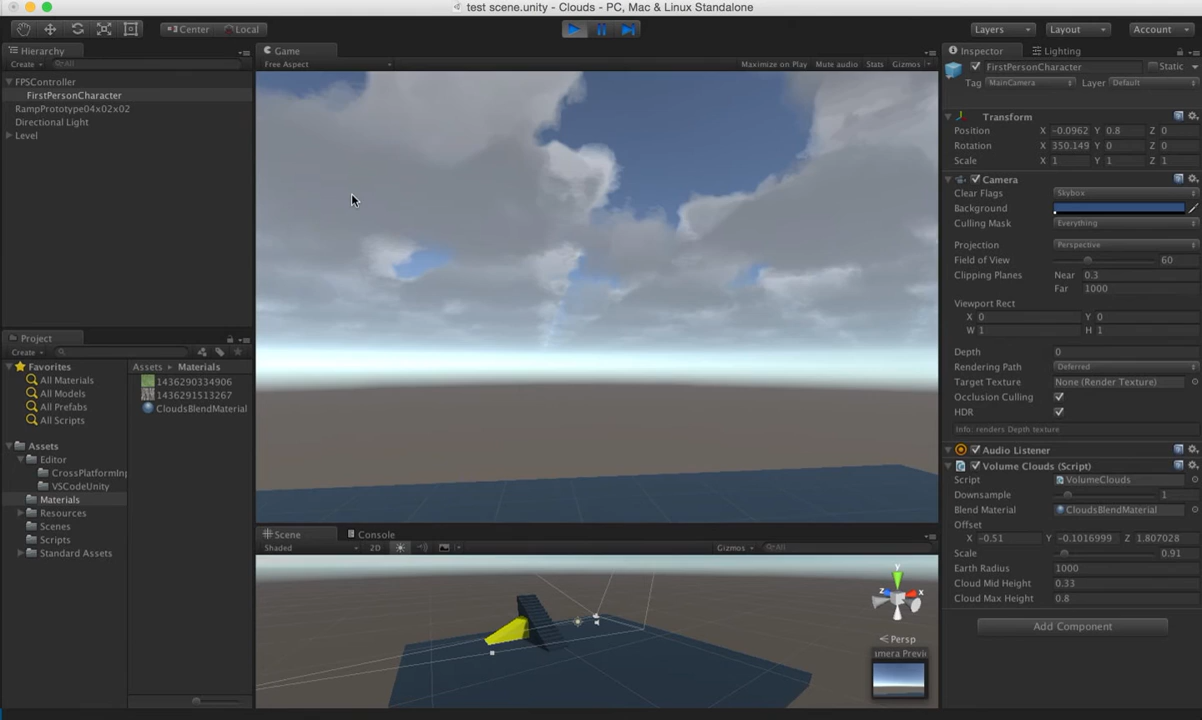 test scene.unity - Clouds - PC, Mac & Linux Standalone
Center Local
Layers Layout Account
Hierarchy
Create All
FPSController
FirstPersonCharacter
RampPrototype04x02x02
Directional Light
Level
Game
Free Aspect Maximize on Play Mute audio Stats Gizmos
Project
Create
Favorites
All Materials
All Models
All Prefabs
All Scripts
Assets
Editor
CrossPlatformInp
VSCodeUnity
Materials
Resources
Scenes
Scripts
Standard Assets
Assets Materials
1436290334906
1436291513267
CloudsBlendMaterial
Scene Console
Shaded 2D Gizmos All
y
x
z
Persp
amera Previ
Inspector Lighting
FirstPersonCharacter Static
Tag MainCamera Layer Default
Transform
Position X -0.0962 Y 0.8 Z 0
Rotation X 350.149 Y 0 Z 0
Scale X 1 Y 1 Z 1
Camera
Clear Flags Skybox
Background
Culling Mask Everything
Projection Perspective
Field of View 60
Clipping Planes Near 0.3
Far 1000
Viewport Rect
X 0 Y 0
W 1 H 1
Depth 0
Rendering Path Deferred
Target Texture None (Render Texture)
Occlusion Culling
HDR
Info: renders Depth texture
Audio Listener
Volume Clouds (Script)
Script VolumeClouds
Downsample 1
Blend Material CloudsBlendMaterial
Offset
X -0.51 Y -0.1016999 Z 1.807028
Scale 0.91
Earth Radius 1000
Cloud Mid Height 0.33
Cloud Max Height 0.8
Add Component